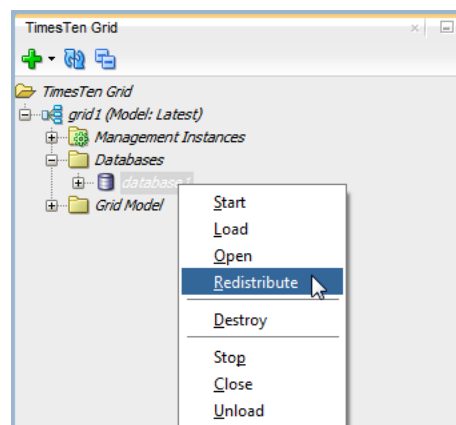 TimesTen Grid
TimesTen Grid
grid1 (Model: Latest)
Management Instances
Databases
database1
Grid Model
Start
Load
Open
Redistribute
Destroy
Stop
Close
Unload